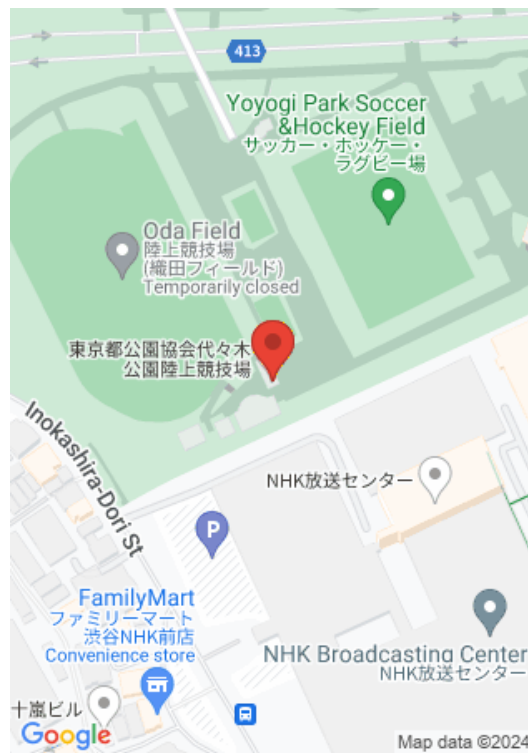 413
Yoyogi Park Soccer
&Hockey Field
サッカー・ホッケー・
ラグビー場
Oda Field
陸上競技場
(織田フィールド)
Temporarily closed
東京都公園協会代々木
公園陸上競技場
Inokashira-Dori St
NHK放送センター
P
FamilyMart
ファミリーマート
渋谷NHK前店
Convenience store
NHK Broadcasting Center
NHK放送センター
十嵐ビル
Google
Map data ©2024